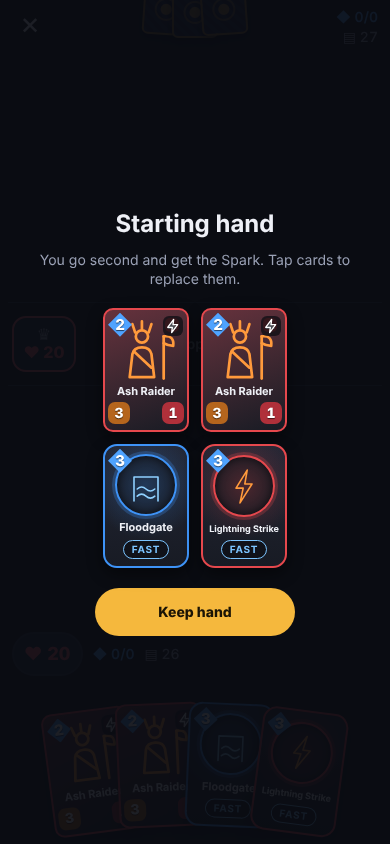 0/0
27
20
Starting hand
You go second and get the Spark. Tap cards to
replace them.
2
Ash Raider
3
1
2
Ash Raider
3
1
3
Floodgate
FAST
3
Lightning Strike
FAST
Keep hand
20
0/0
26
2
Ash Raide
3
2
Ash Raide
3
3
Floodgate
FAST
3
Lightning Strike
FAST